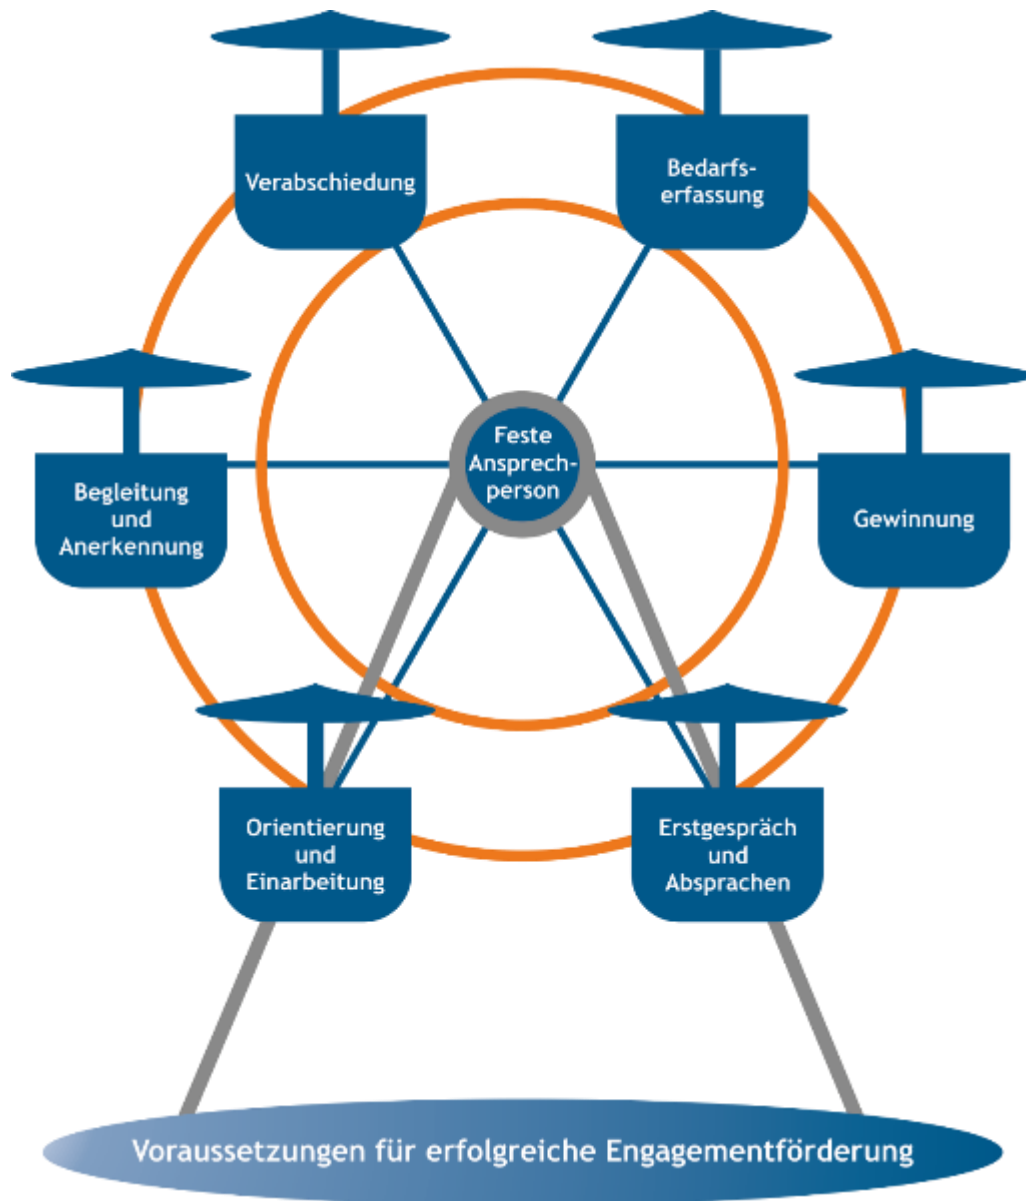 Verabschiedung
Bedarfs-
erfassung
Feste
Ansprech-
person
Begleitung
und
Anerkennung
Gewinnung
Orientierung
und
Einarbeitung
Erstgespräch
und
Absprachen
Voraussetzungen für erfolgreiche Engagementförderung